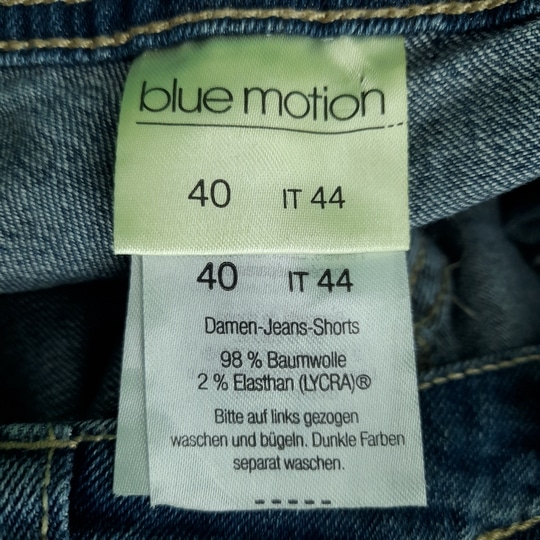 blue motion
40 IT 44
40 IT 44
Damen-Jeans-Shorts
98 % Baumwolle
2 % Elasthan (LYCRA)®
Bitte auf links gezogen
waschen und bügeln. Dunkle Farben
separat waschen.